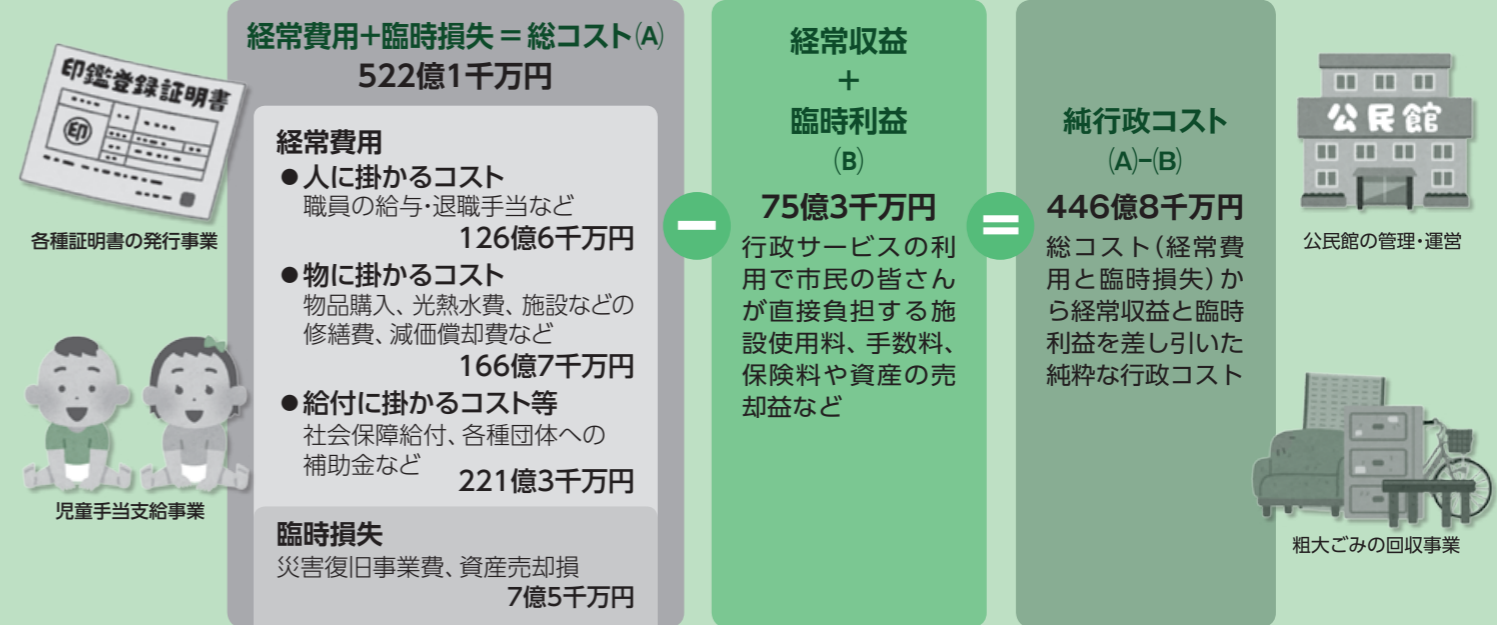 印鑑登録証明書
印
各種証明書の発行事業
児童手当支給事業
経常費用+臨時損失=総コスト(A)
522億1千万円
経常費用
●人に掛かるコスト
職員の給与・退職手当など
126億6千万円
●物に掛かるコスト
物品購入、光熱水費、施設などの
修繕費、減価償却費など
166億7千万円
●給付に掛かるコスト等
社会保障給付、各種団体への
補助金など
221億3千万円
臨時損失
災害復旧事業費、資産売却損
7億5千万円
−
経常収益
+
臨時利益
(B)
75億3千万円
行政サービスの利
用で市民の皆さん
が直接負担する施
設使用料、手数料、
保険料や資産の売
却益など
=
純行政コスト
(A)−(B)
446億8千万円
総コスト(経常費
用と臨時損失)か
ら経常収益と臨時
利益を差し引いた
純粋な行政コスト
公民館
公民館の管理・運営
粗大ごみの回収事業